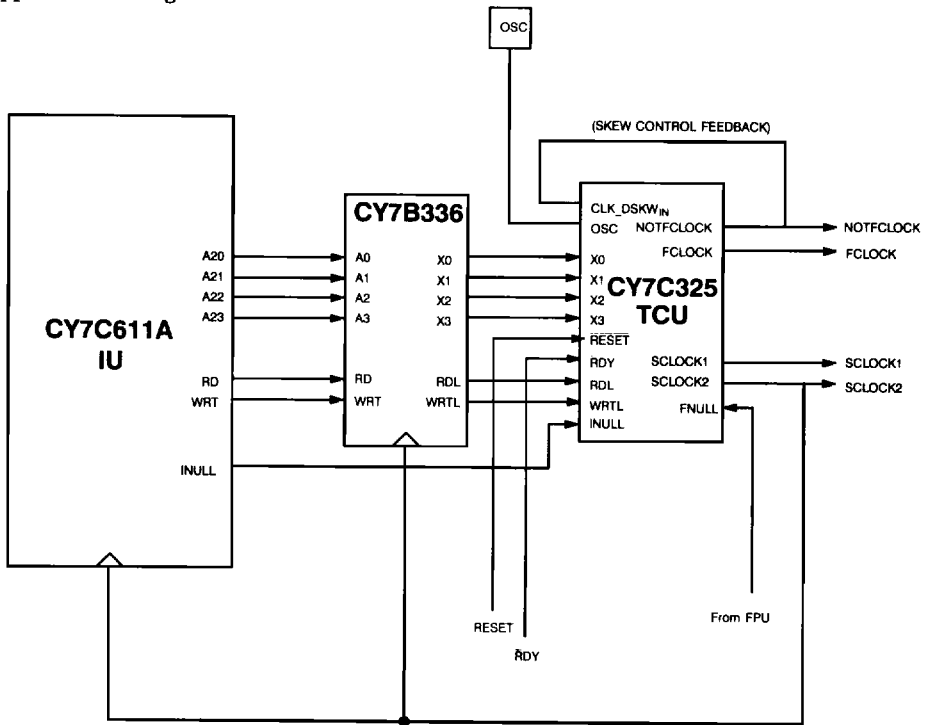 OSC
(SKEW CONTROL FEEDBACK)
CY7C611A
IU
A20
A21
A22
A23
RD
WRT
INULL
CY7B336
A0
A1
A2
A3
RD
WRT
X0
X1
X2
X3
RDL
WRTL
CLK_DSKWIN
OSC
NOTFCLOCK
FCLOCK
X0
X1
X2
X3
CY7C325
TCU
RESET
RDY
RDL
WRTL
INULL
SCLOCK1
SCLOCK2
FNULL
NOTFCLOCK
FCLOCK
SCLOCK1
SCLOCK2
RESET
RDY
From FPU